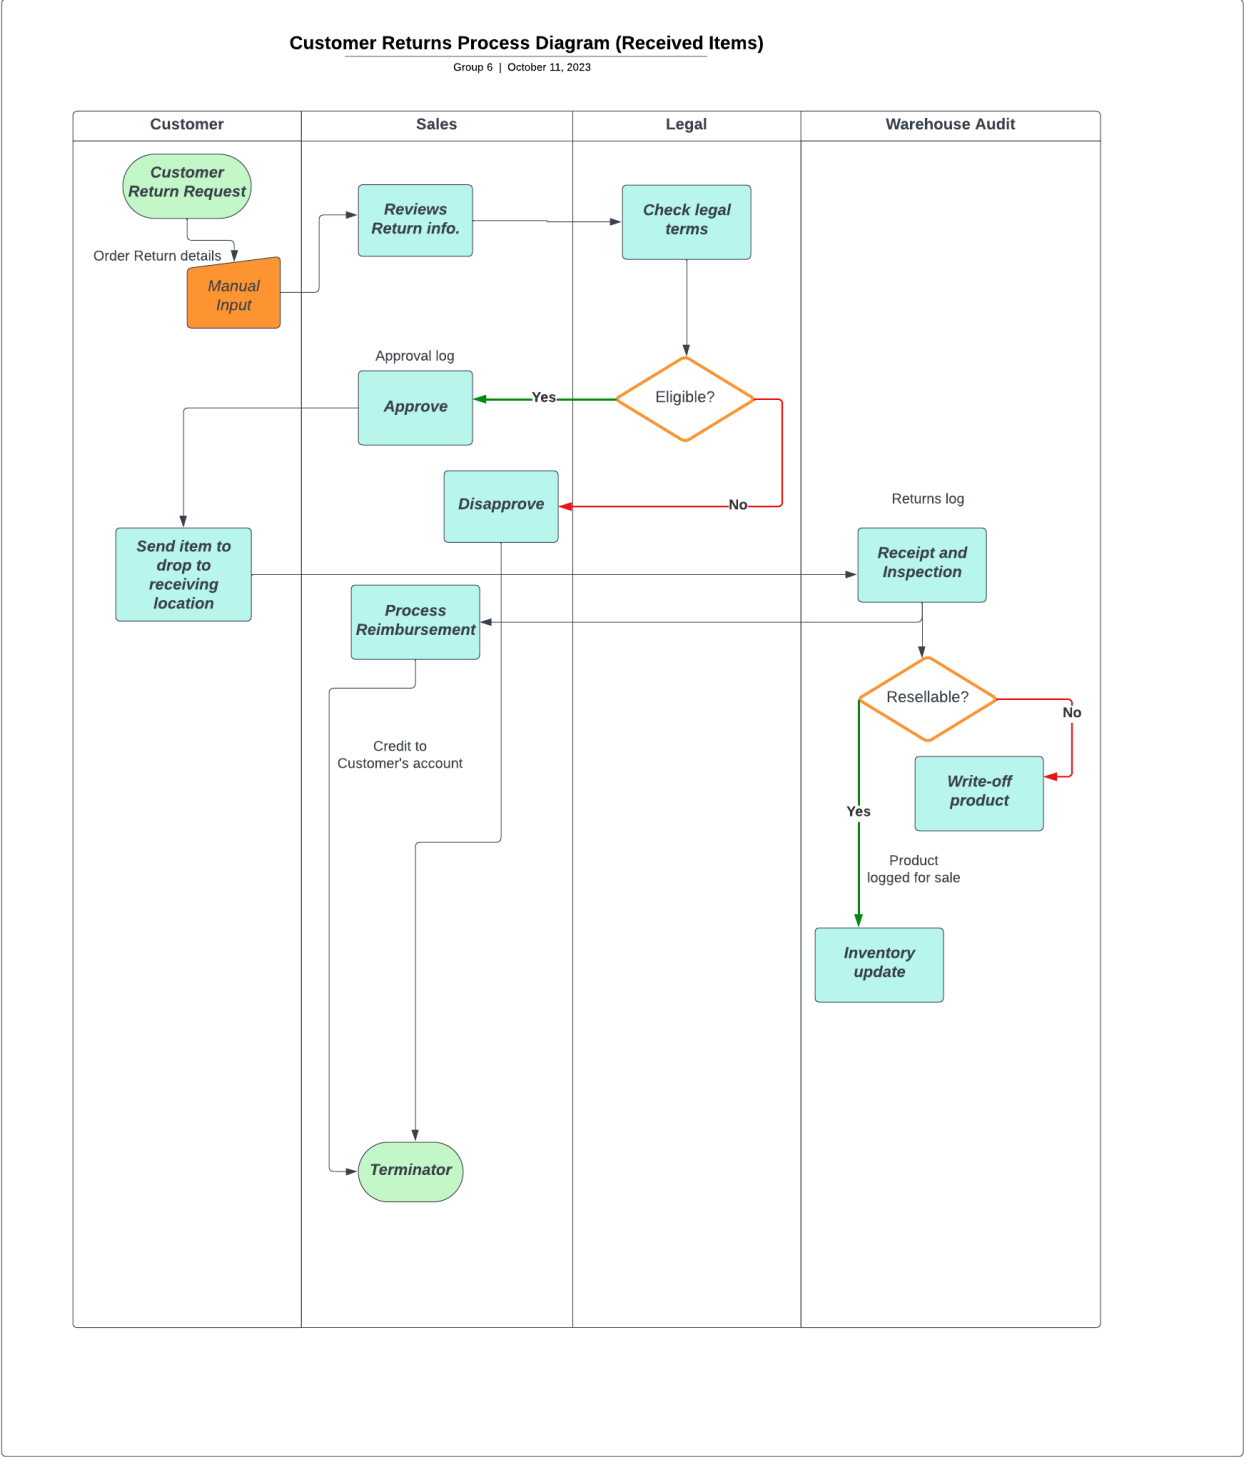 Customer Returns Process Diagram (Received Items)
Group 6 | October 11, 2023
Customer
Sales
Legal
Warehouse Audit
Customer
Return Request
Order Return details
Manual
Input
Reviews
Return info.
Check legal
terms
Approval log
Approve
Yes
Eligible?
Disapprove
No
Returns log
Send item to
drop to
receiving
location
Receipt and
Inspection
Process
Reimbursement
Resellable?
No
Credit to
Customer's account
Write-off
product
Yes
Product
logged for sale
Inventory
update
Terminator